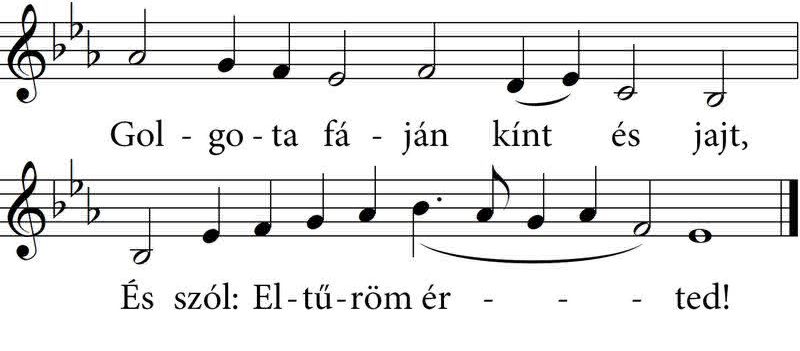 Gol - go - ta fá - ján kínt és jajt,
És szól: El - tű - röm ér - - - ted!